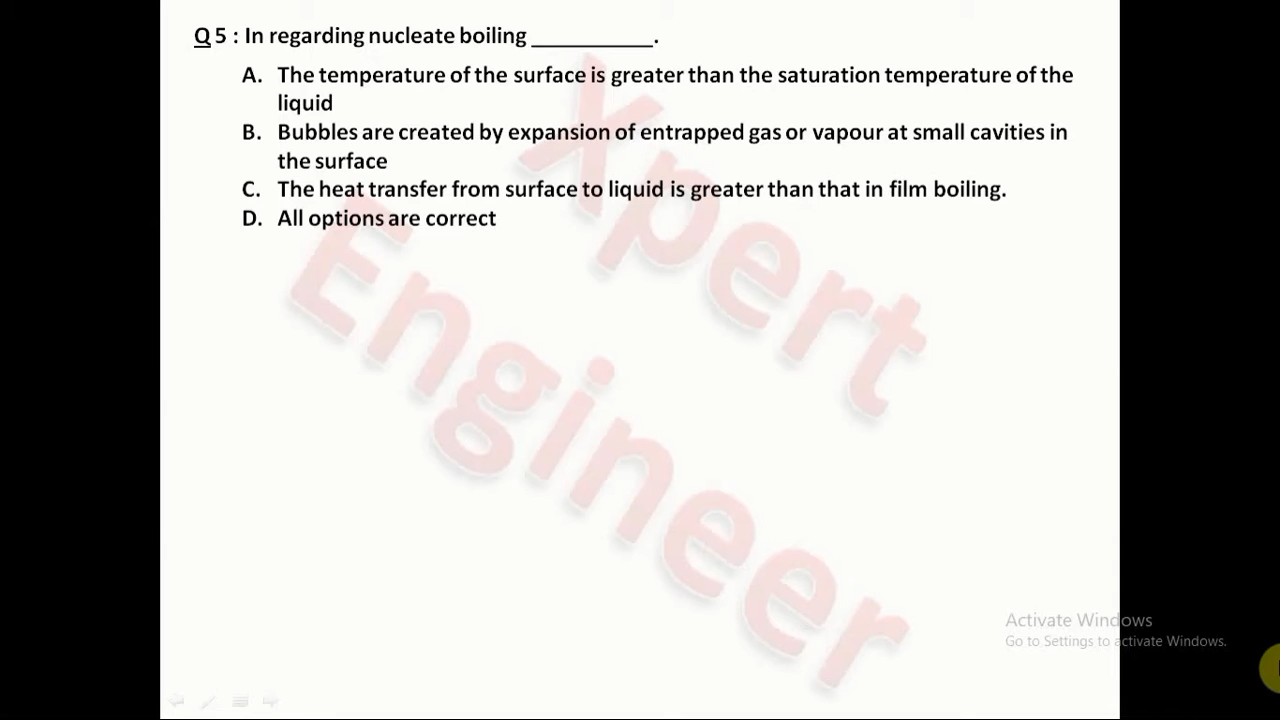 Q 5 : In regarding nucleate boiling __________.
A. The temperature of the surface is greater than the saturation temperature of the
liquid
B. Bubbles are created by expansion of entrapped gas or vapour at small cavities in
the surface
C. The heat transfer from surface to liquid is greater than that in film boiling.
D. All options are correct
Xpert
Engineer
Activate Windows
Go to Settings to activate Windows.